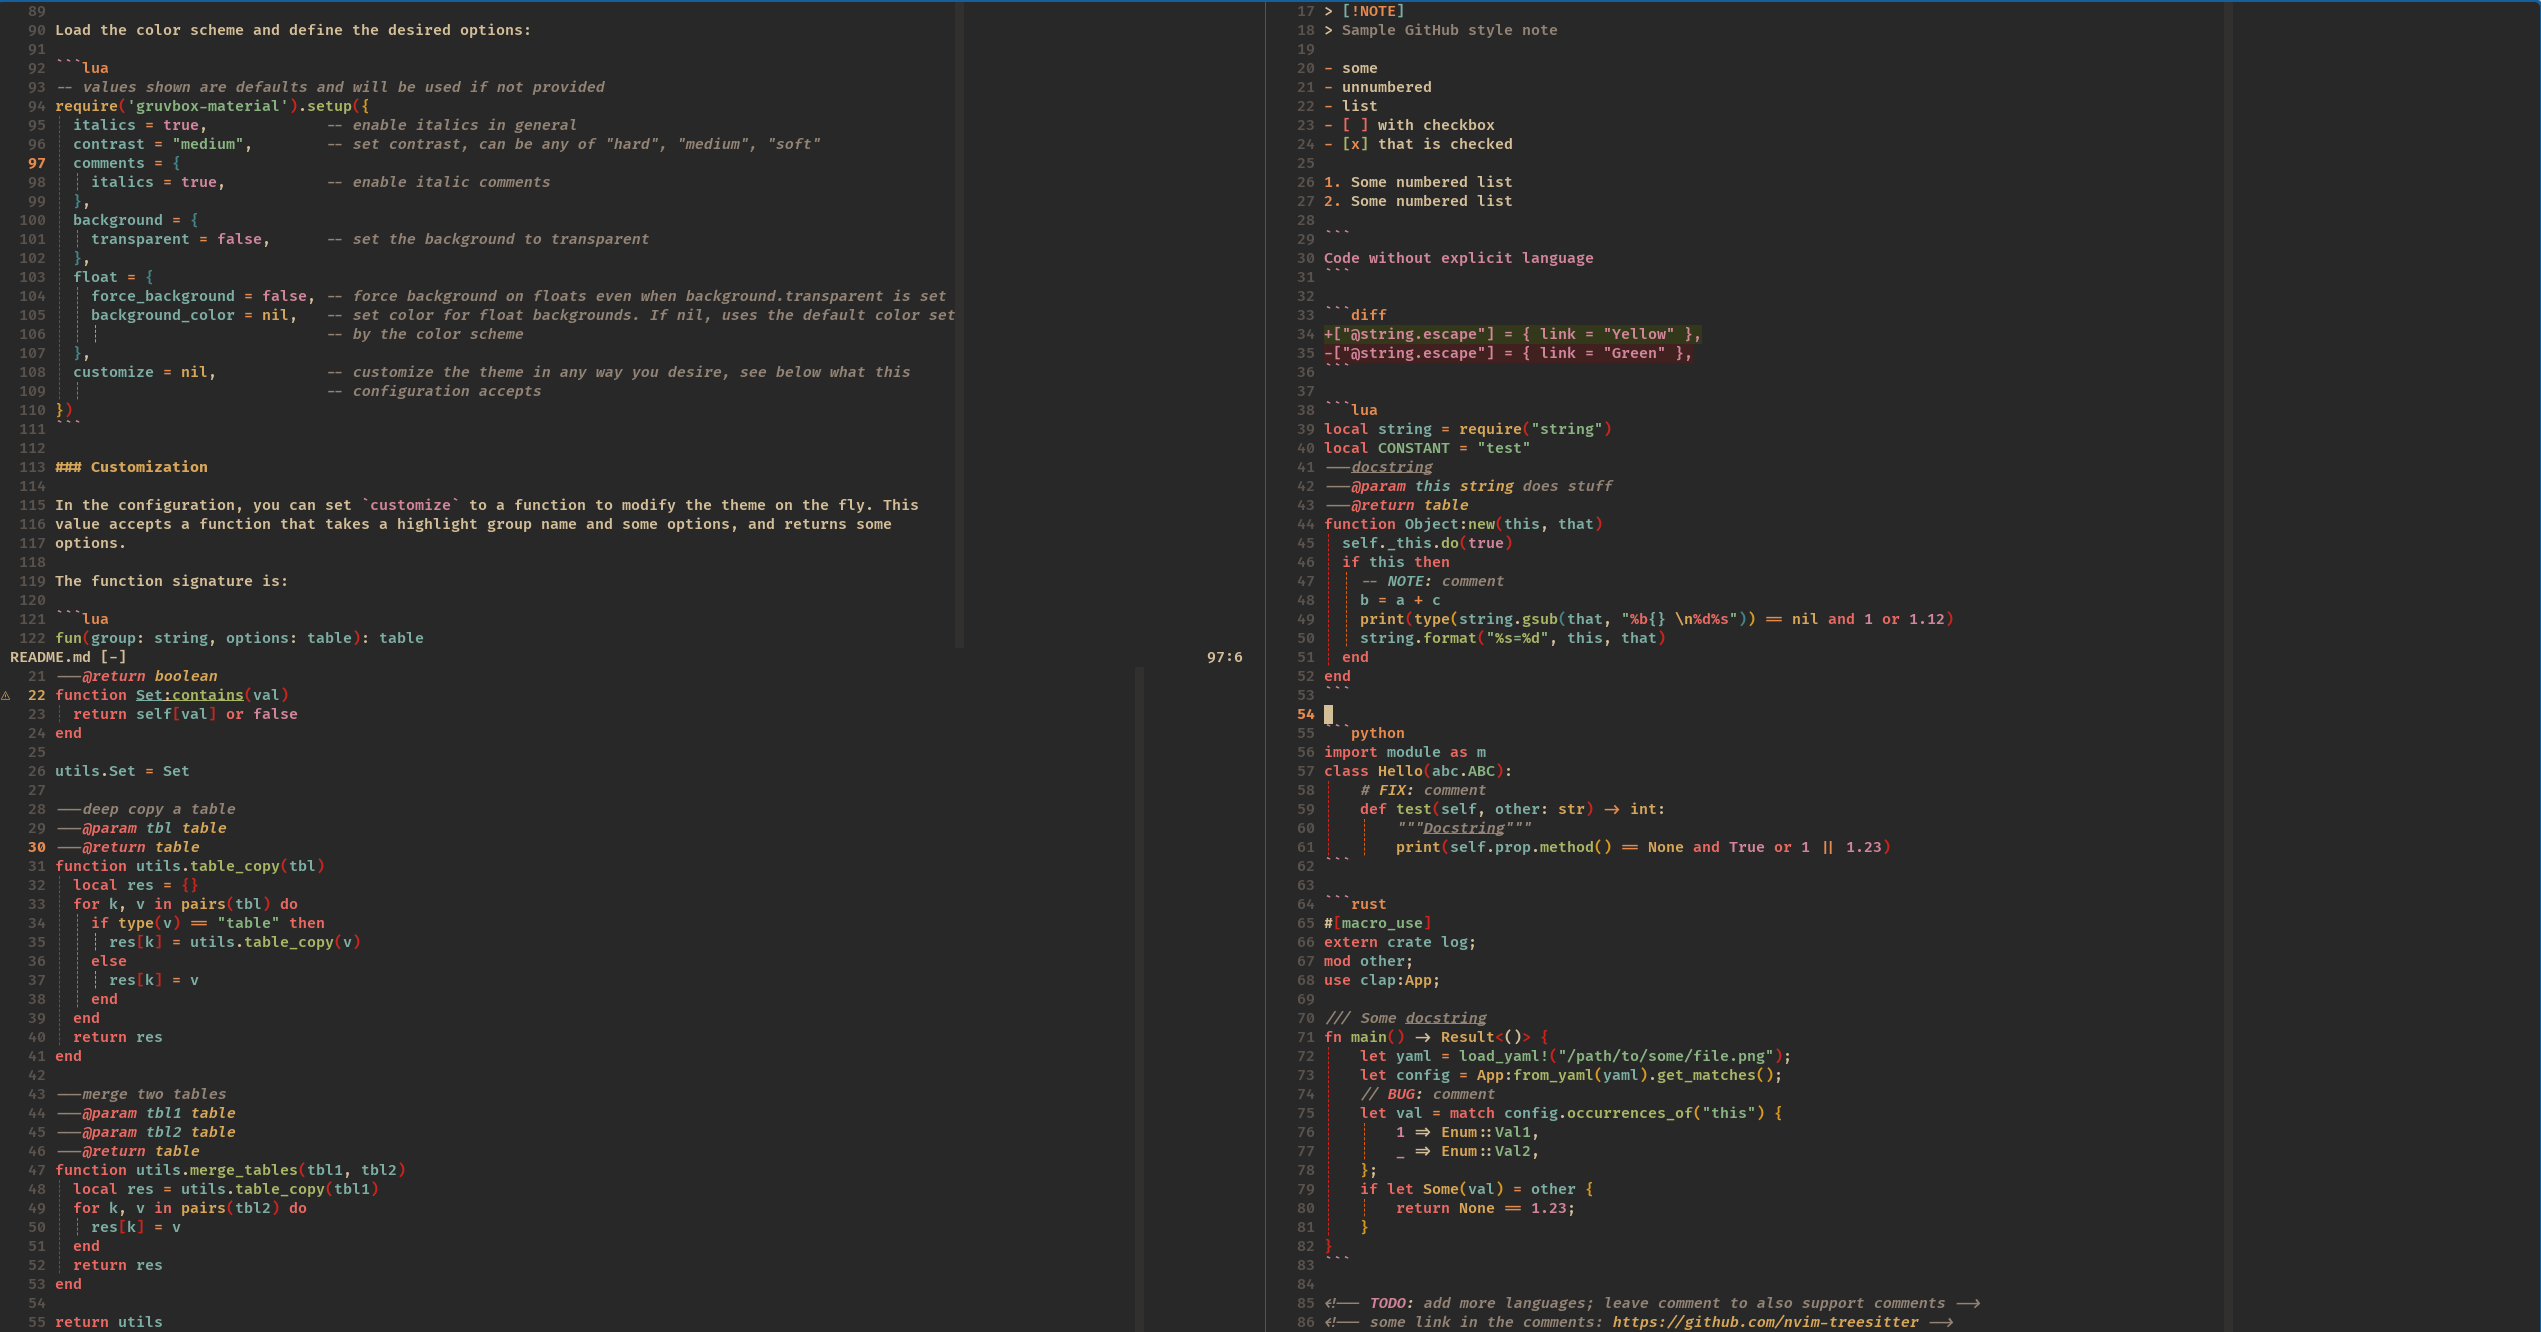 89
90 Load the color scheme and define the desired options:
91
92 ```lua
93 -- values shown are defaults and will be used if not provided
94 require('gruvbox-material').setup({
95   italics = true,             -- enable italics in general
96   contrast = "medium",        -- set contrast, can be any of "hard", "medium", "soft"
97   comments = {
98     italics = true,           -- enable italic comments
99   },
100   background = {
101     transparent = false,      -- set the background to transparent
102   },
103   float = {
104     force_background = false, -- force background on floats even when background.transparent is set
105     background_color = nil,   -- set color for float backgrounds. If nil, uses the default color set
106                               -- by the color scheme
107   },
108   customize = nil,            -- customize the theme in any way you desire, see below what this
109                               -- configuration accepts
110 })
111 ```
112
113 ### Customization
114
115 In the configuration, you can set `customize` to a function to modify the theme on the fly. This
116 value accepts a function that takes a highlight group name and some options, and returns some
117 options.
118
119 The function signature is:
120
121 ```lua
122 fun(group: string, options: table): table
README.md [-] 97:6
21 ---@return boolean
⚠ 22 function Set:contains(val)
23   return self[val] or false
24 end
25
26 utils.Set = Set
27
28 ---deep copy a table
29 ---@param tbl table
30 ---@return table
31 function utils.table_copy(tbl)
32   local res = {}
33   for k, v in pairs(tbl) do
34     if type(v) == "table" then
35       res[k] = utils.table_copy(v)
36     else
37       res[k] = v
38     end
39   end
40   return res
41 end
42
43 ---merge two tables
44 ---@param tbl1 table
45 ---@param tbl2 table
46 ---@return table
47 function utils.merge_tables(tbl1, tbl2)
48   local res = utils.table_copy(tbl1)
49   for k, v in pairs(tbl2) do
50     res[k] = v
51   end
52   return res
53 end
54
55 return utils
17 > [!NOTE]
18 > Sample GitHub style note
19
20 - some
21 - unnumbered
22 - list
23 - [ ] with checkbox
24 - [x] that is checked
25
26 1. Some numbered list
27 2. Some numbered list
28
29 ```
30 Code without explicit language
31 ```
32
33 ```diff
34 +["@string.escape"] = { link = "Yellow" },
35 -["@string.escape"] = { link = "Green" },
36 ```
37
38 ```lua
39 local string = require("string")
40 local CONSTANT = "test"
41 ---docstring
42 ---@param this string does stuff
43 ---@return table
44 function Object:new(this, that)
45   self._this.do(true)
46   if this then
47     -- NOTE: comment
48     b = a + c
49     print(type(string.gsub(that, "%b{} \n%d%s")) == nil and 1 or 1.12)
50     string.format("%s=%d", this, that)
51   end
52 end
53 ```
54
55 ```python
56 import module as m
57 class Hello(abc.ABC):
58     # FIX: comment
59     def test(self, other: str) -> int:
60         """Docstring"""
61         print(self.prop.method() == None and True or 1 || 1.23)
62 ```
63
64 ```rust
65 #[macro_use]
66 extern crate log;
67 mod other;
68 use clap:App;
69
70 /// Some docstring
71 fn main() -> Result<()> {
72     let yaml = load_yaml!("/path/to/some/file.png");
73     let config = App:from_yaml(yaml).get_matches();
74     // BUG: comment
75     let val = match config.occurrences_of("this") {
76         1 => Enum::Val1,
77         _ => Enum::Val2,
78     };
79     if let Some(val) = other {
80         return None == 1.23;
81     }
82 }
83 ```
84
85 <!-- TODO: add more languages; leave comment to also support comments -->
86 <!-- some link in the comments: https://github.com/nvim-treesitter -->